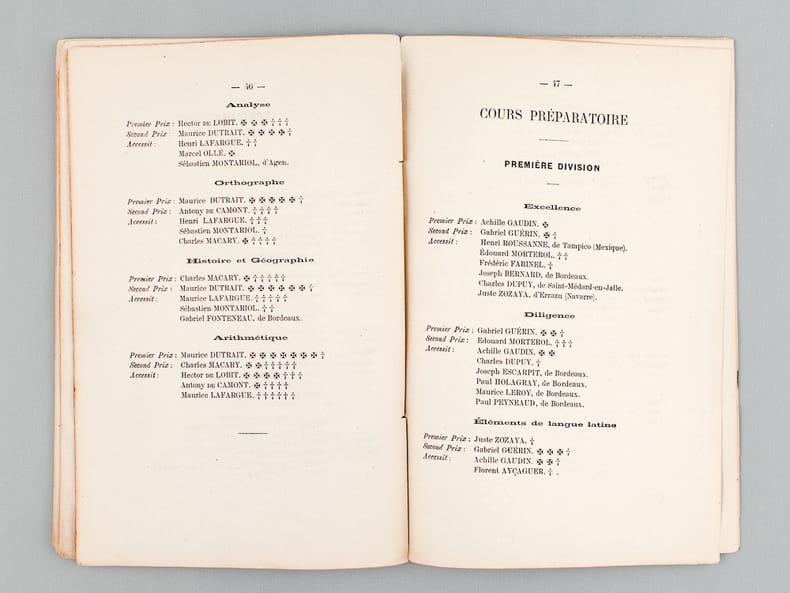 — 46 —
Analyse
Premier Prix : Hector DE LOBIT. ✠ ✠ ✠ † † †
Second Prix : Maurice DUTRAIT. ✠ ✠ ✠ ✠ †
Accessit : Henri LAFARGUE. † †
Marcel OLLÉ. ✠
Sébastien MONTARIOL, d'Agen.
Orthographe
Premier Prix : Maurice DUTRAIT. ✠ ✠ ✠ ✠ ✠ †
Second Prix : Antony DE CAMONT. † † † †
Accessit : Henri LAFARGUE. † † †
Sébastien MONTARIOL. †
Charles MACARY. ✠ † † † †
Histoire et Géographie
Premier Prix : Charles MACARY. ✠ † † † † †
Second Prix : Maurice DUTRAIT. ✠ ✠ ✠ ✠ ✠ ✠ †
Accessit : Maurice LAFARGUE. † † † † †
Sébastien MONTARIOL. † †
Gabriel FONTENEAU, de Bordeaux.
Arithmétique
Premier Prix : Maurice DUTRAIT. ✠ ✠ ✠ ✠ ✠ ✠ ✠ †
Second Prix : Charles MACARY. ✠ ✠ † † † † †
Accessit : Hector DE LOBIT. ✠ ✠ ✠ ✠ † † †
Antony DE CAMONT. ✠ † † † †
Maurice LAFARGUE. † † † † † †
— 47 —
COURS PRÉPARATOIRE
PREMIÈRE DIVISION
Excellence
Premier Prix : Achille GAUDIN. ✠
Second Prix : Gabriel GUÉRIN. ✠ †
Accessit : Henri ROUSSANNE, de Tampico (Mexique).
Édouard MORTEROL. † †
Frédéric FARINEL. †
Joseph BERNARD, de Bordeaux.
Charles DUPUY, de Saint-Médard-en-Jalle.
Juste ZOZAYA, d'Errazu (Navarre).
Diligence
Premier Prix : Gabriel GUÉRIN. ✠ ✠ †
Second Prix : Edouard MORTEROL. † † †
Accessit : Achille GAUDIN. ✠ ✠
Charles DUPUY. †
Joseph ESCARPIT, de Bordeaux.
Paul HOLAGRAY, de Bordeaux.
Maurice LEROY, de Bordeaux.
Paul PEYNEAUD, de Bordeaux.
Éléments de langue latine
Premier Prix : Juste ZOZAYA. †
Second Prix : Gabriel GUÉRIN. ✠ ✠ ✠ †
Accessit : Achille GAUDIN. ✠ ✠ †
Florent AYÇAGUER. † .